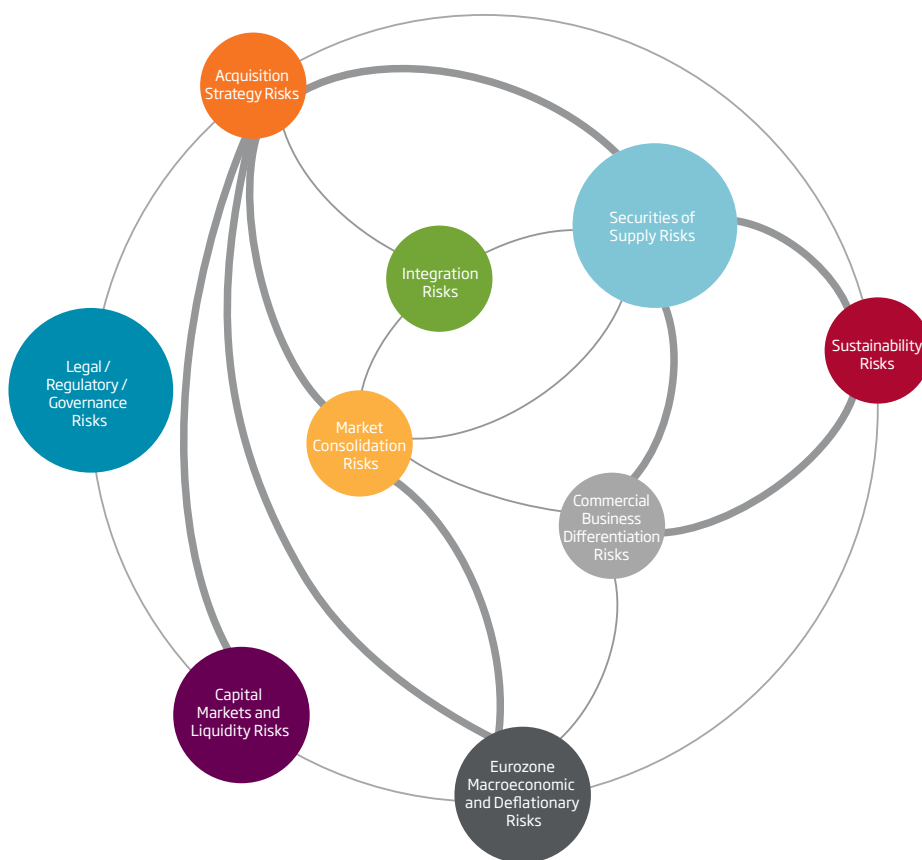 Acquisition
Strategy Risks
Securities of
Supply Risks
Integration
Risks
Sustainability
Risks
Legal /
Regulatory /
Governance
Risks
Market
Consolidation
Risks
Commercial
Business
Differentiation
Risks
Capital
Markets and
Liquidity Risks
Eurozone
Macroeconomic
and Deflationary
Risks